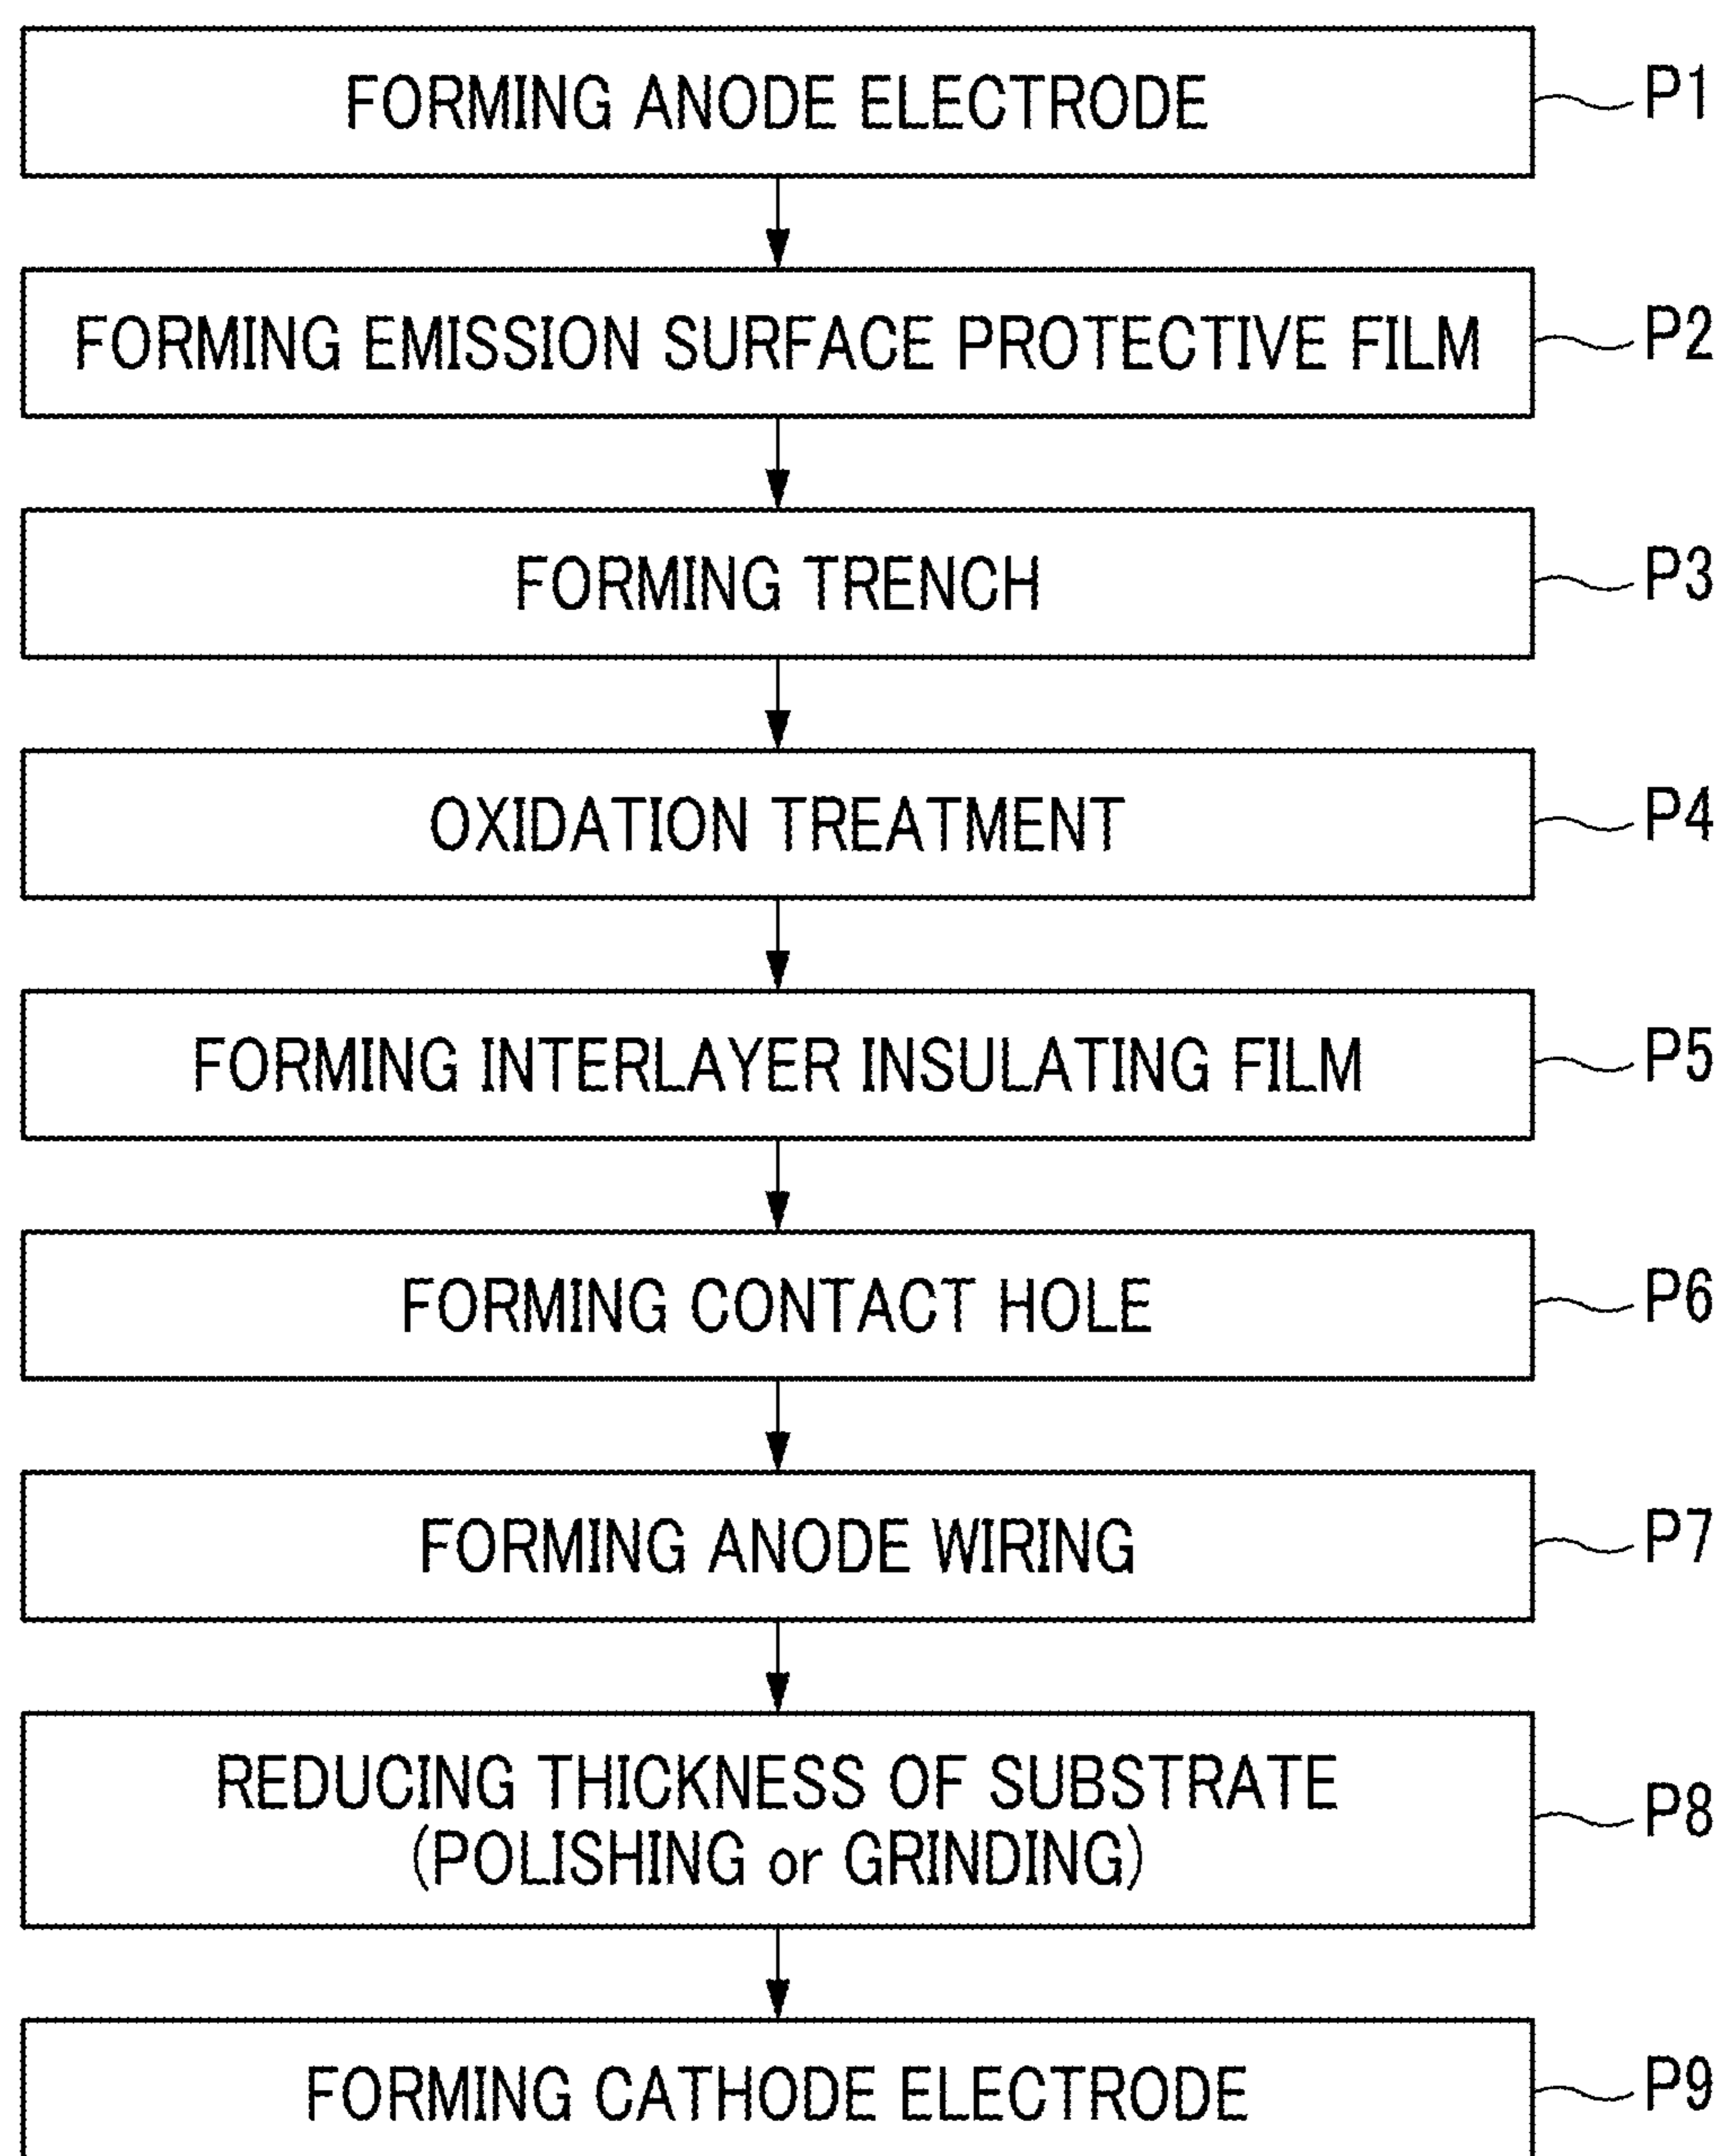 FORMING ANODE ELECTRODE P1
FORMING EMISSION SURFACE PROTECTIVE FILM P2
FORMING TRENCH P3
OXIDATION TREATMENT P4
FORMING INTERLAYER INSULATING FILM P5
FORMING CONTACT HOLE P6
FORMING ANODE WIRING P7
REDUCING THICKNESS OF SUBSTRATE
(POLISHING or GRINDING) P8
FORMING CATHODE ELECTRODE P9